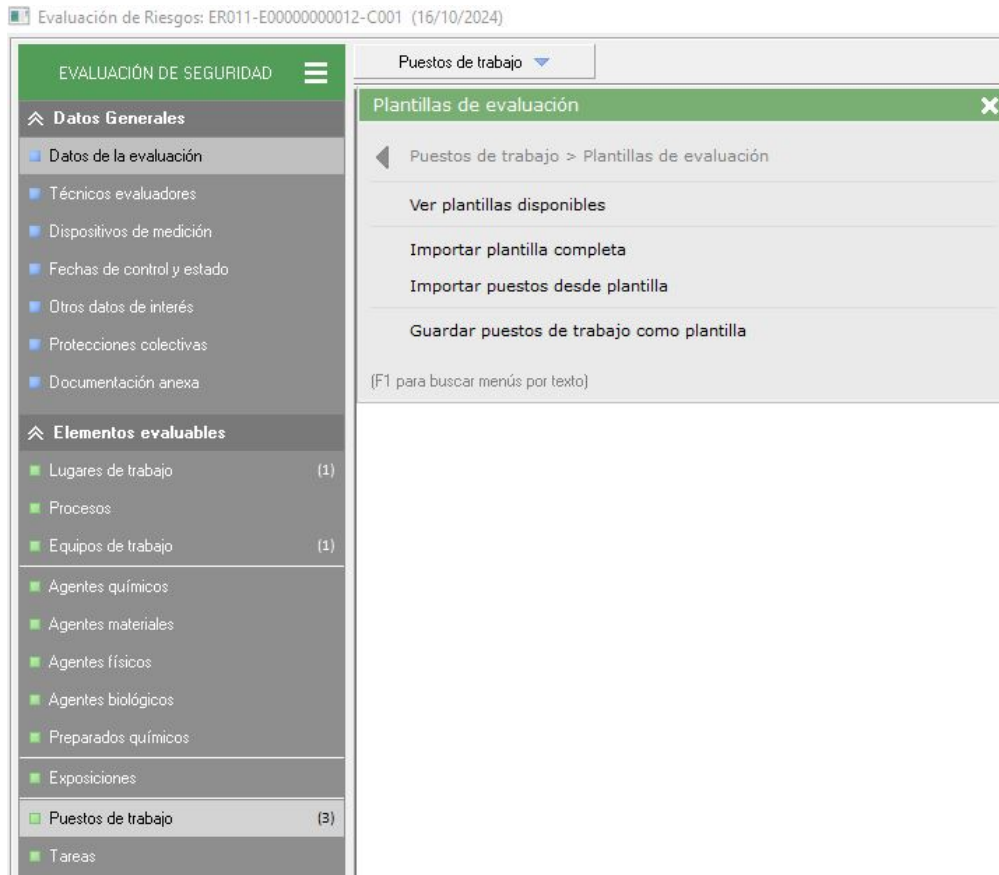 Evaluación de Riesgos: ER011-E00000000012-C001 (16/10/2024)
EVALUACIÓN DE SEGURIDAD
Datos Generales
Datos de la evaluación
Técnicos evaluadores
Dispositivos de medición
Fechas de control y estado
Otros datos de interés
Protecciones colectivas
Documentación anexa
Elementos evaluables
Lugares de trabajo (1)
Procesos
Equipos de trabajo (1)
Agentes químicos
Agentes materiales
Agentes físicos
Agentes biológicos
Preparados químicos
Exposiciones
Puestos de trabajo (3)
Tareas
Puestos de trabajo
Plantillas de evaluación
Puestos de trabajo > Plantillas de evaluación
Ver plantillas disponibles
Importar plantilla completa
Importar puestos desde plantilla
Guardar puestos de trabajo como plantilla
(F1 para buscar menús por texto)